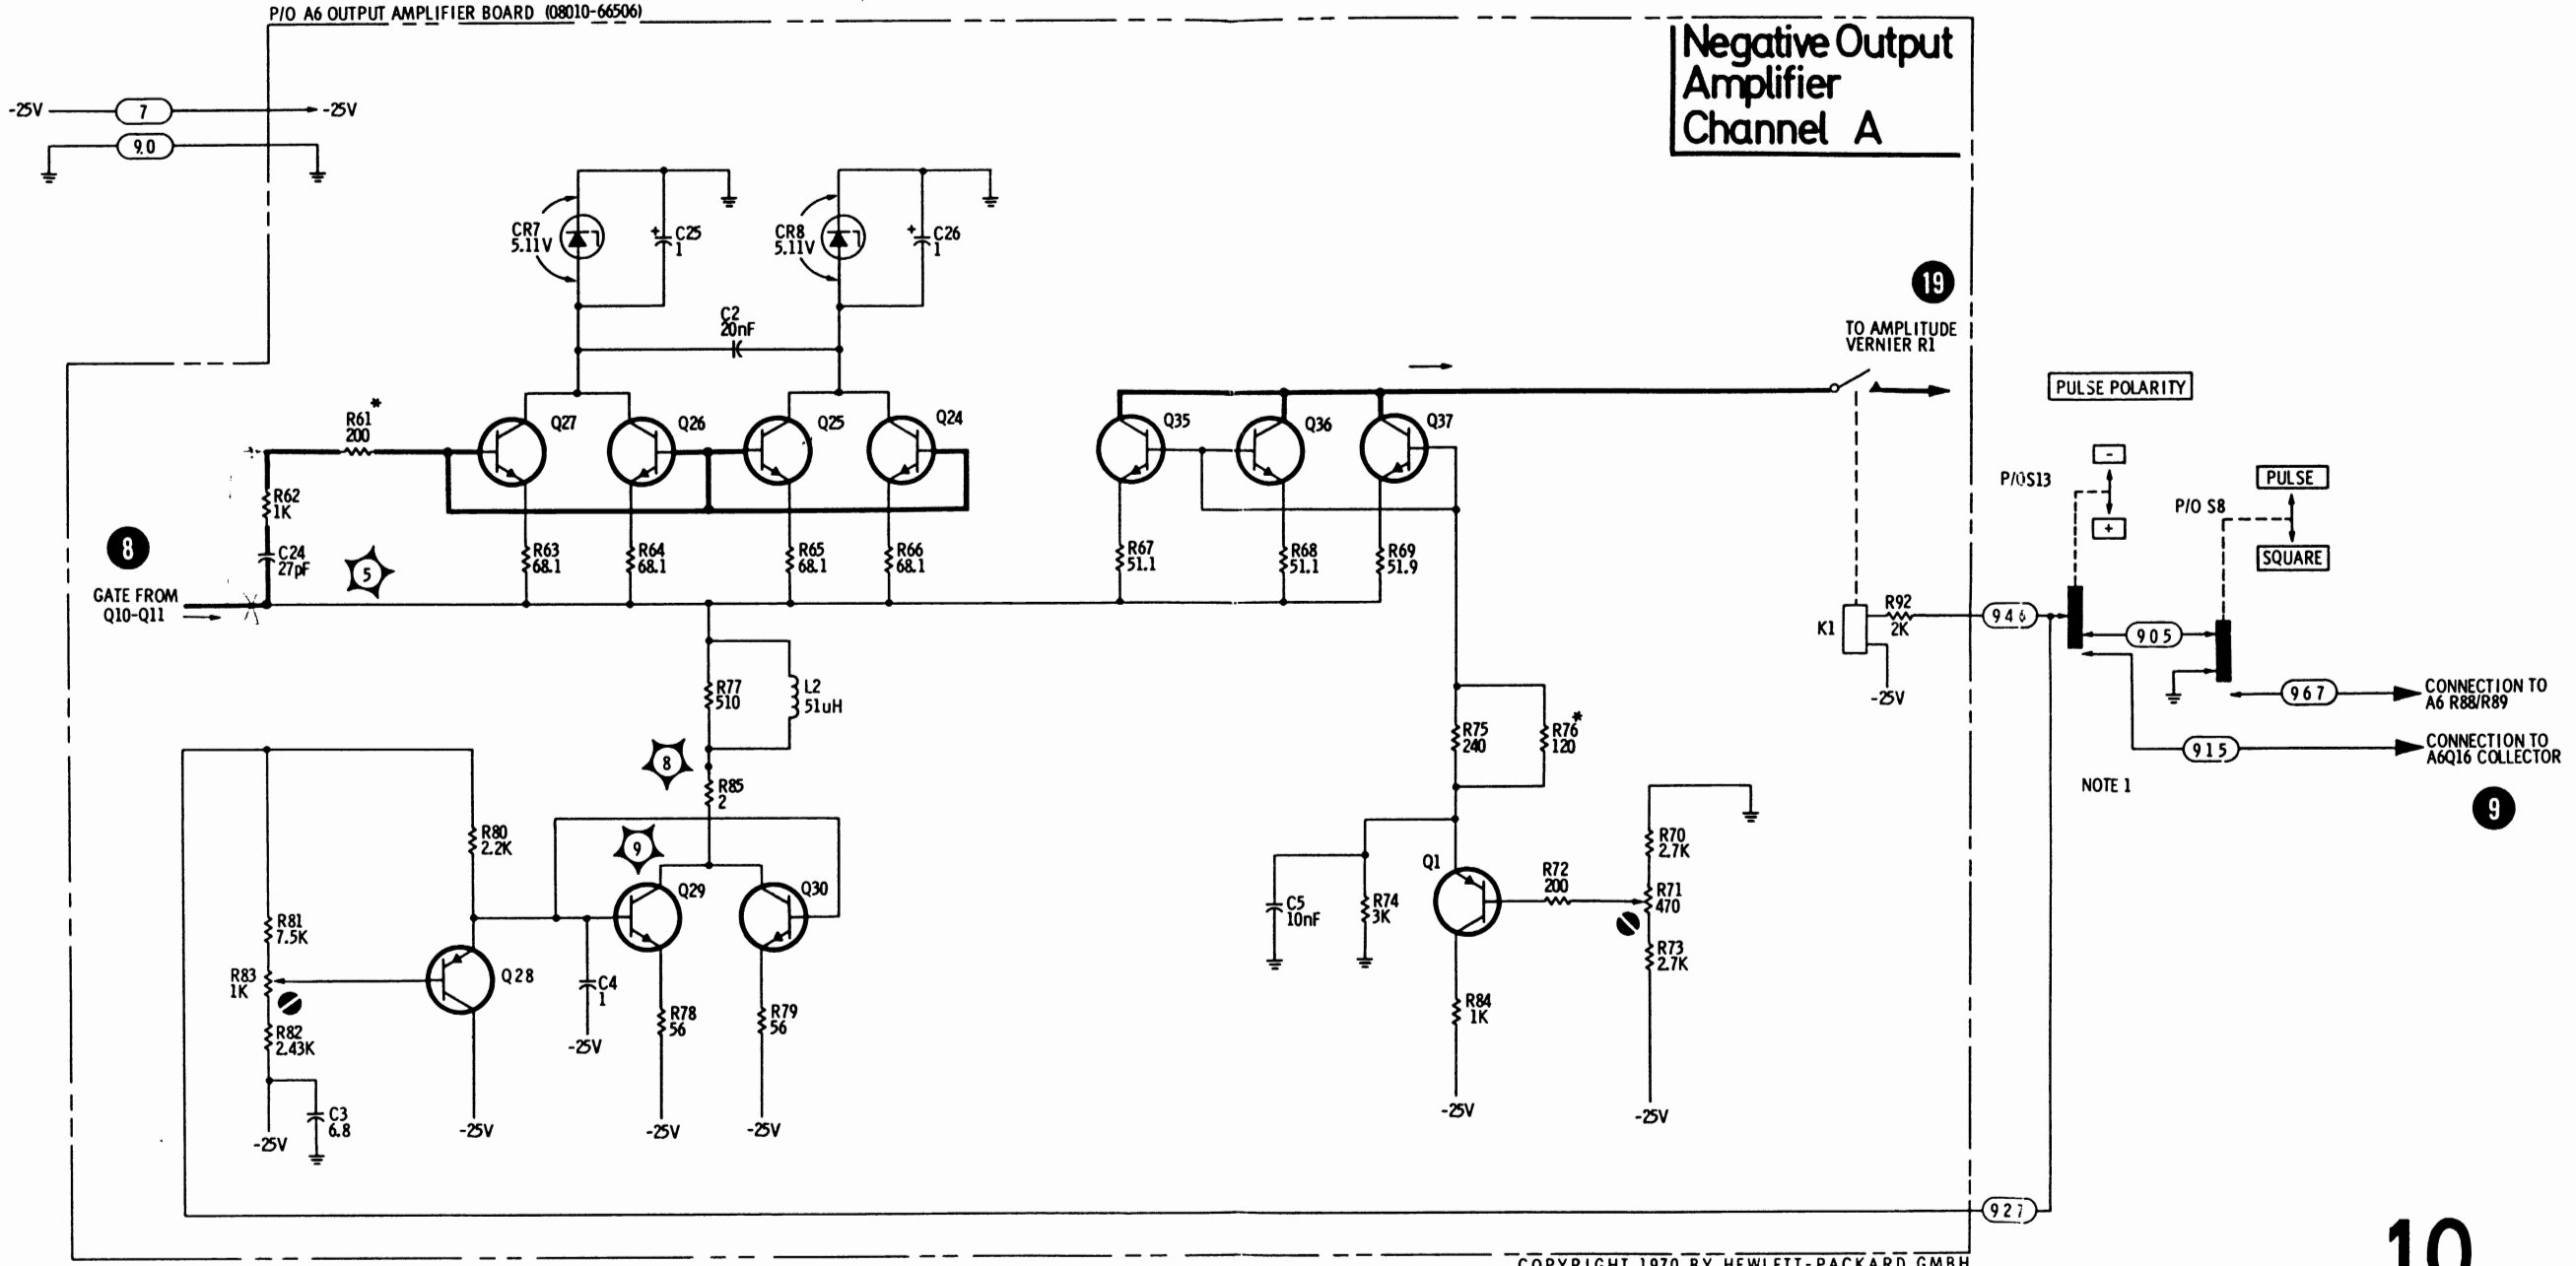 P/O A6 OUTPUT AMPLIFIER BOARD (08010-66506)
Negative Output
Amplifier
Channel A
-25V
7
-25V
9.0
CR7
5.11V
+
C25
1
CR8
5.11V
+
C26
1
C2
20nF
19
TO AMPLITUDE
VERNIER R1
PULSE POLARITY
R61
*
200
Q27
Q26
Q25
Q24
Q35
Q36
Q37
-
P/O S13
+
P/O S8
PULSE
SQUARE
R62
1K
C24
27pF
8
5
GATE FROM
Q10-Q11
R63
68.1
R64
68.1
R65
68.1
R66
68.1
R67
51.1
R68
51.1
R69
51.9
K1
R92
2K
-25V
946
905
967
CONNECTION TO
A6 R88/R89
915
CONNECTION TO
A6Q16 COLLECTOR
NOTE 1
9
R77
510
L2
51uH
8
R85
2
9
R75
240
R76
*
120
R80
2.2K
Q29
Q30
Q1
R72
200
R70
2.7K
R71
470
R73
2.7K
C5
10nF
R74
3K
R81
7.5K
R83
1K
R82
2.43K
Q28
C4
1
-25V
R78
56
R79
56
R84
1K
C3
6.8
-25V
-25V
-25V
-25V
-25V
-25V
927
COPYRIGHT 1970 BY HEWLETT-PACKARD GMBH
10